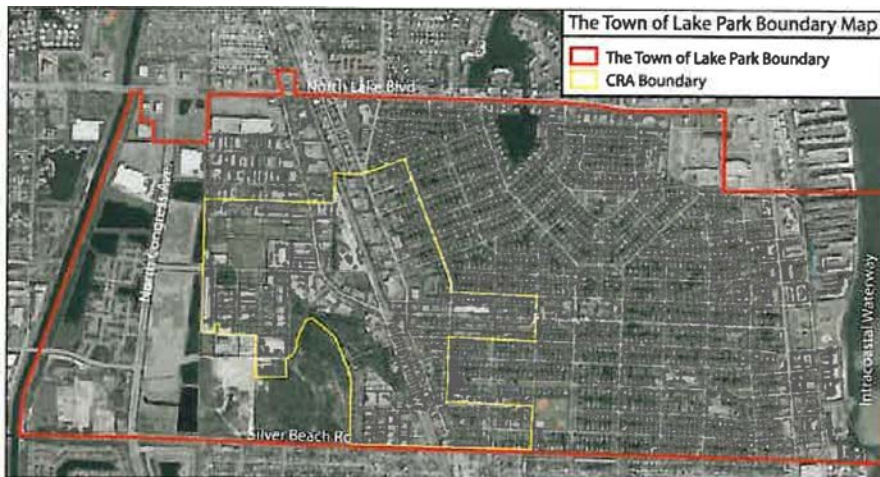 The Town of Lake Park Boundary Map
The Town of Lake Park Boundary
CRA Boundary
North Lake Blvd
North Congress Ave
Intracoastal Waterway
Silver Beach Rd